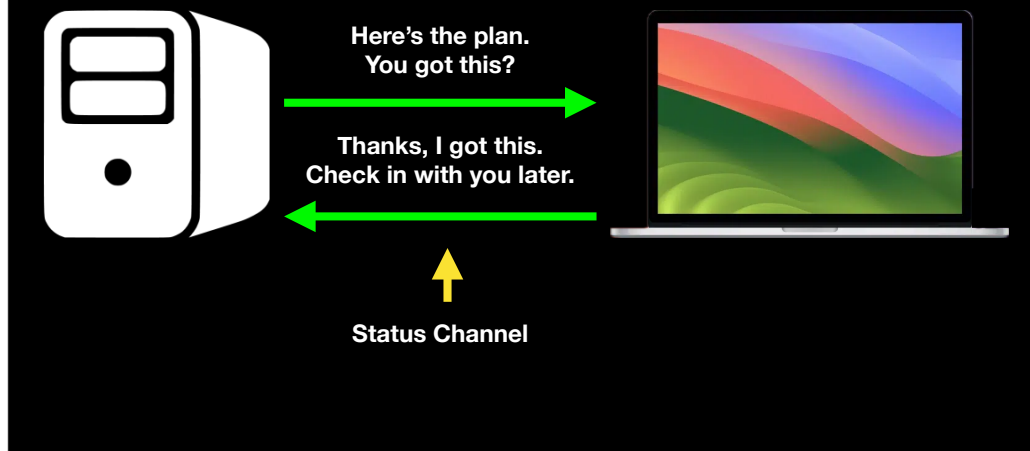 Here’s the plan.
You got this?
Thanks, I got this.
Check in with you later.
Status Channel